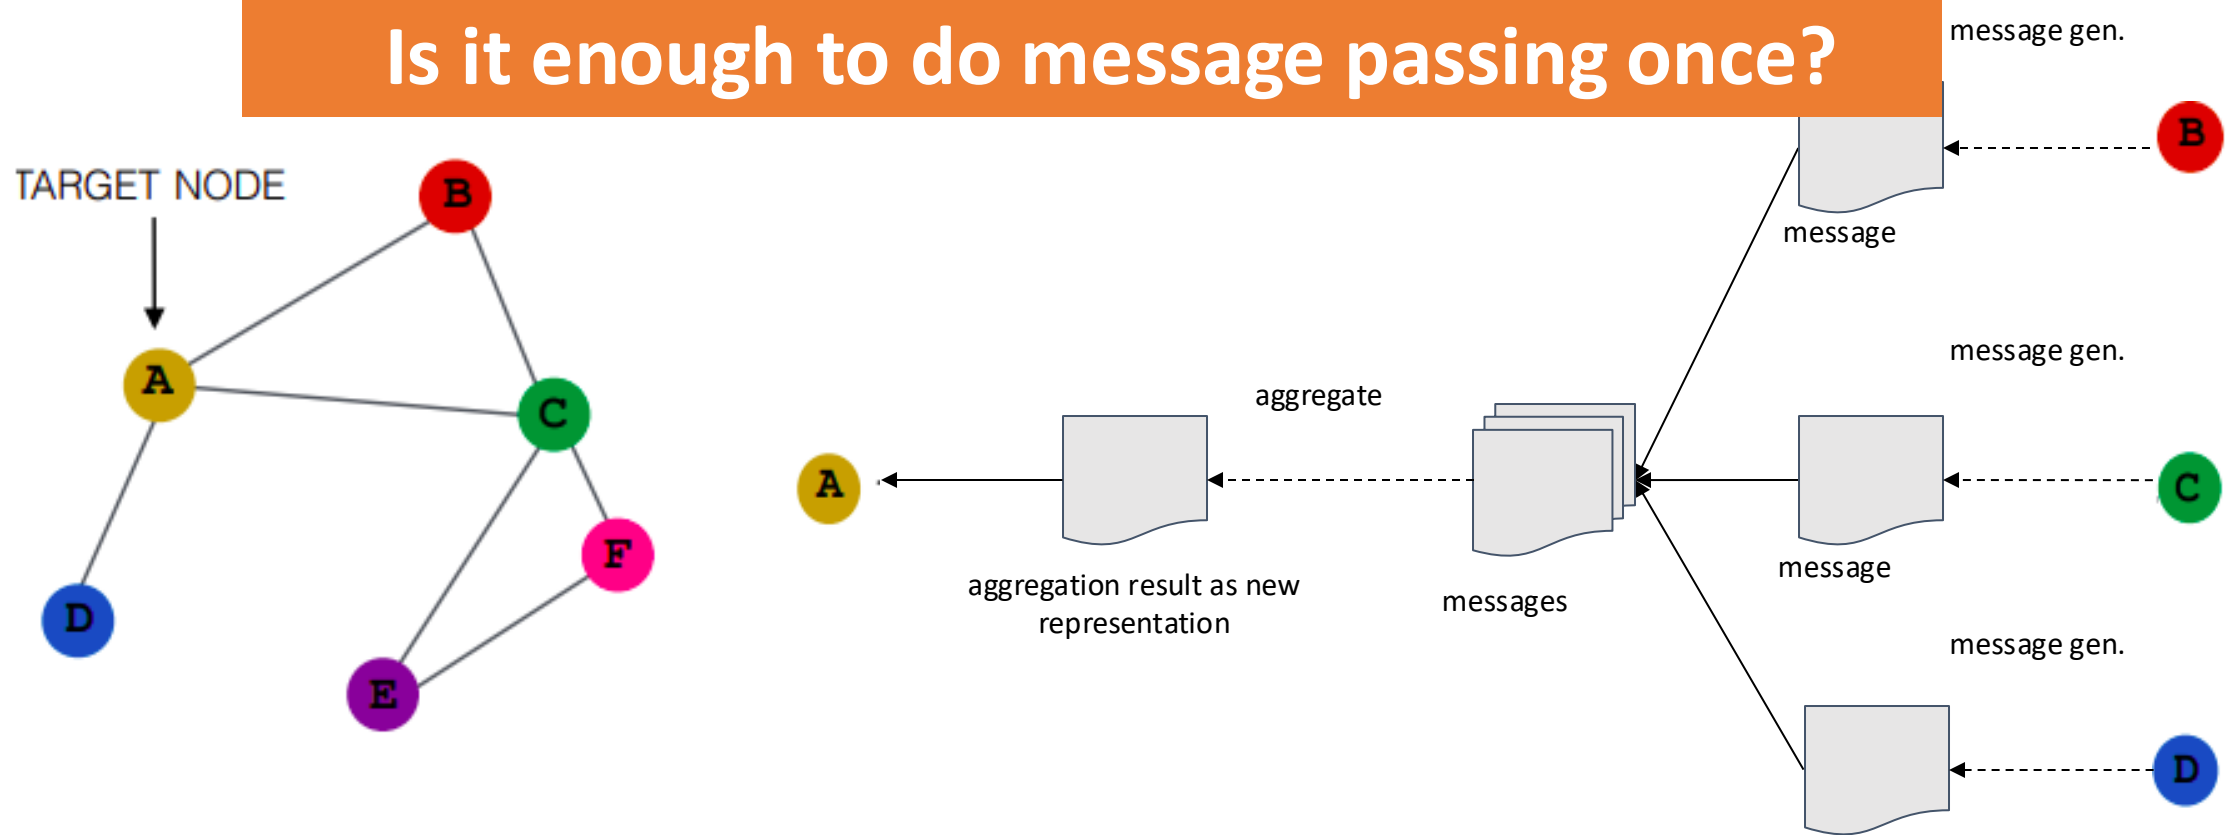 Is it enough to do message passing once?
message gen.
B
message
TARGET NODE
B
A
C
D
F
E
message gen.
aggregate
A
C
aggregation result as new
representation
messages
message
message gen.
D